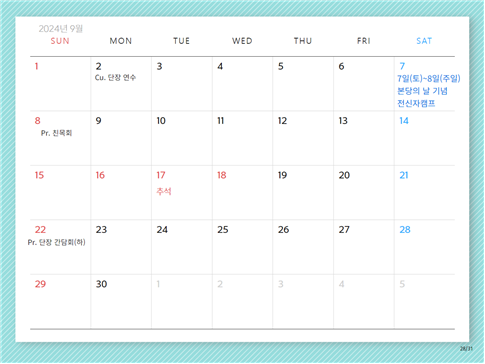 2024년 9월
SUN MON TUE WED THU FRI SAT
1 2 3 4 5 6 7
Cu. 단장 연수
7일(토)~8일(주일)
본당의 날 기념
전신자캠프
8 9 10 11 12 13 14
Pr. 친목회
15 16 17 18 19 20 21
추석
22 23 24 25 26 27 28
Pr. 단장 간담회(하)
29 30 1 2 3 4 5
28/31